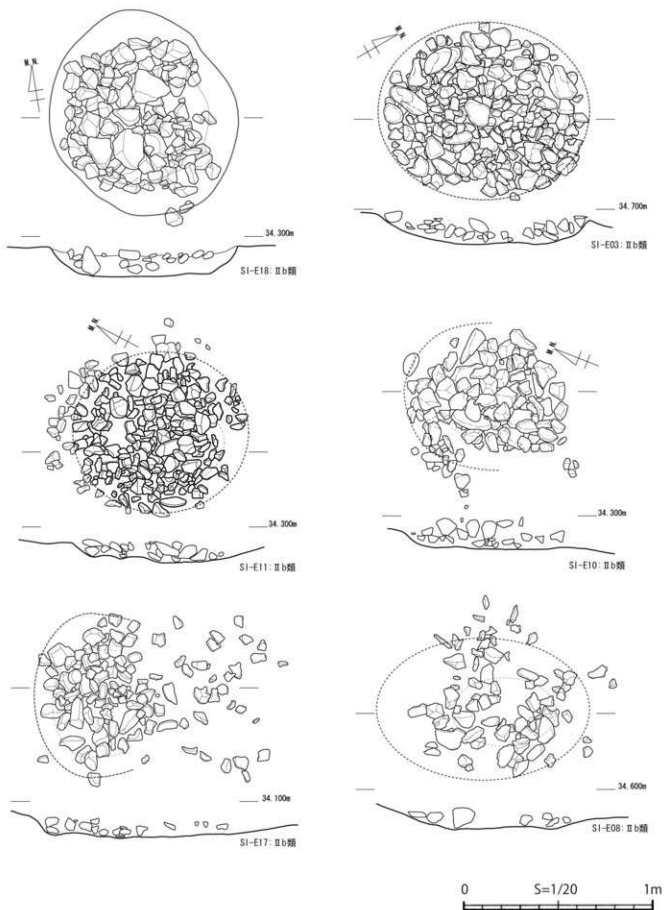 M.N.
M.N.
34.300m
SI-E18：Ⅱb類
34.700m
SI-E03：Ⅱb類
M.N.
M.N.
34.300m
SI-E11：Ⅱb類
34.300m
SI-E10：Ⅱb類
34.100m
SI-E17：Ⅱb類
34.600m
SI-E08：Ⅱb類
0 S=1/20 1m